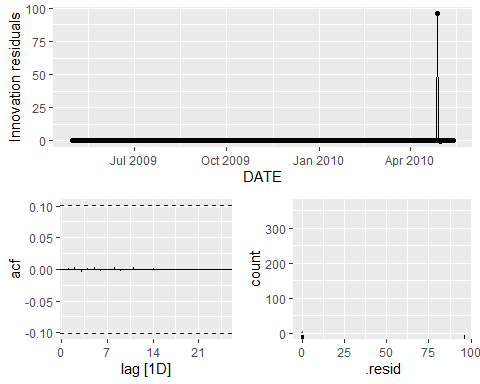 Innovation residuals
100
75
50
25
0
Jul 2009 Oct 2009 Jan 2010 Apr 2010
DATE
acf
0.10
0.05
0.00
-0.05
-0.10
0 7 14 21
lag [1D]
count
300
200
100
0
0 25 50 75 100
.resid